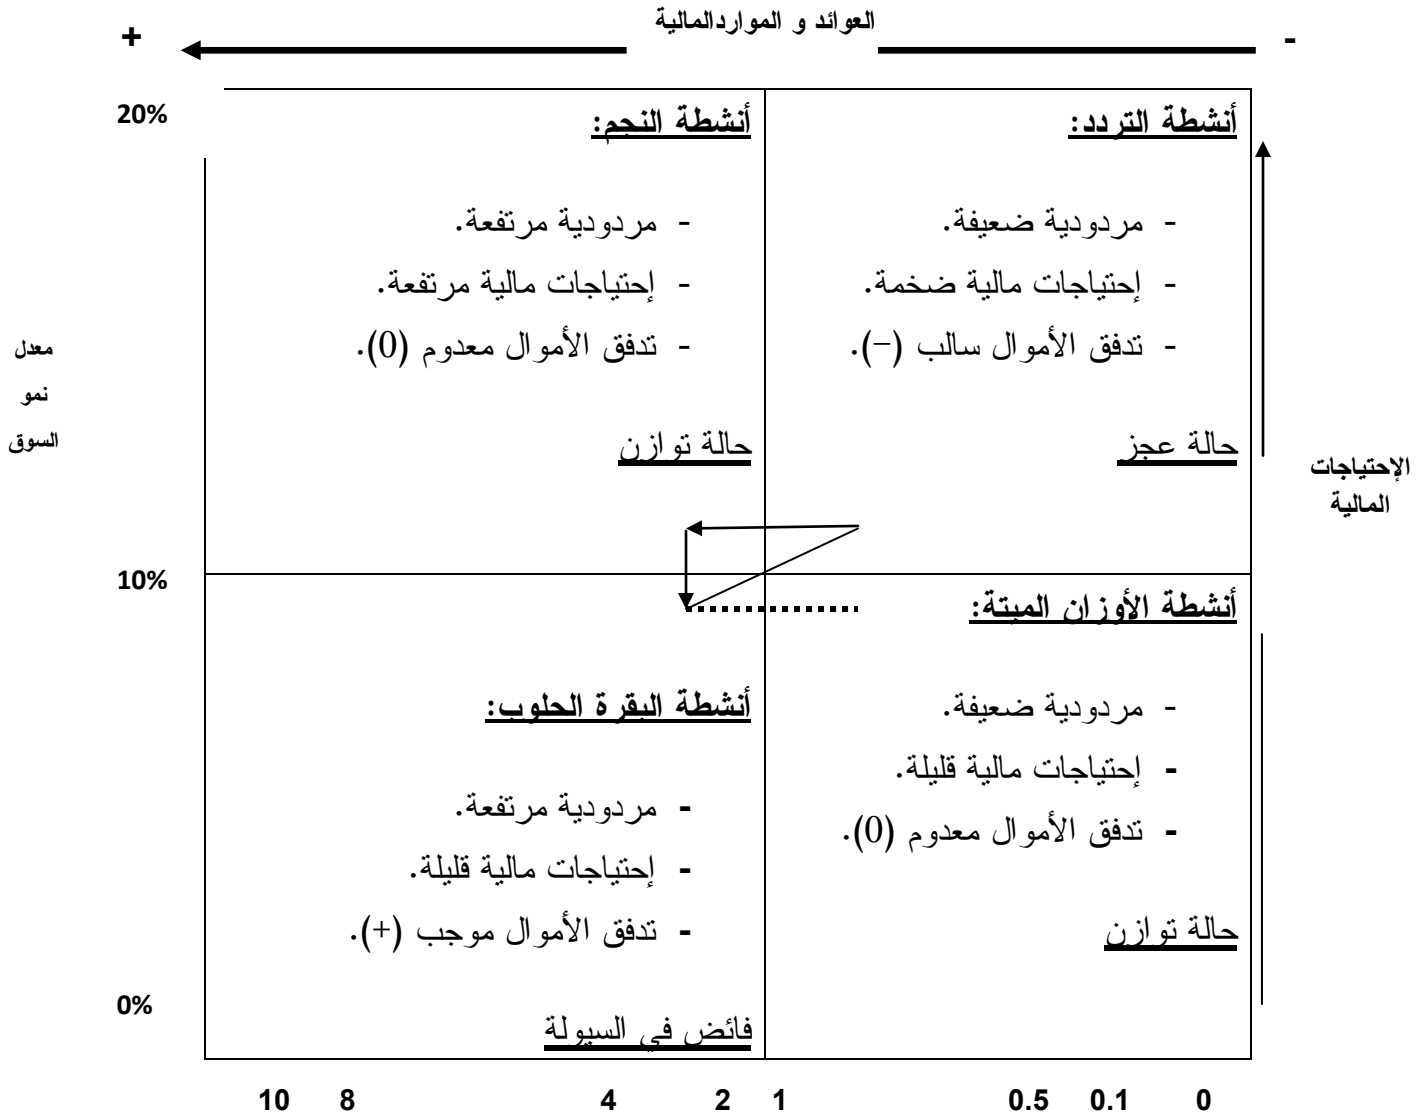 العوائد و المواردالمالية
+
-
20%
أنشطة التردد:
- مردودية ضعيفة.
- إحتياجات مالية ضخمة.
- تدفق الأموال سالب (–).
حالة عجز
أنشطة النجم:
- مردودية مرتفعة.
- إحتياجات مالية مرتفعة.
- تدفق الأموال معدوم (0).
حالة توازن
معدل
نمو
السوق
الإحتياجات
المالية
10%
أنشطة الأوزان الميتة:
- مردودية ضعيفة.
- إحتياجات مالية قليلة.
- تدفق الأموال معدوم (0).
حالة توازن
أنشطة البقرة الحلوب:
- مردودية مرتفعة.
- إحتياجات مالية قليلة.
- تدفق الأموال موجب (+).
فائض في السيولة
0%
10 8 4 2 1 0.5 0.1 0